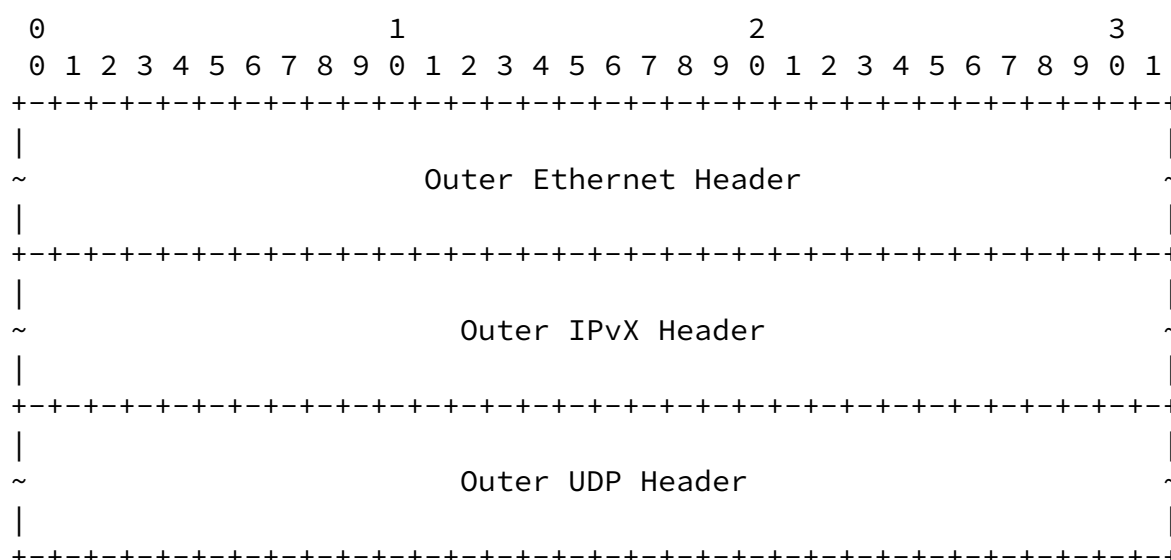 0                   1                   2                   3
 0 1 2 3 4 5 6 7 8 9 0 1 2 3 4 5 6 7 8 9 0 1 2 3 4 5 6 7 8 9 0 1
+-+-+-+-+-+-+-+-+-+-+-+-+-+-+-+-+-+-+-+-+-+-+-+-+-+-+-+-+-+-+-+-+
|                                                               |
~                      Outer Ethernet Header                    ~
|                                                               |
+-+-+-+-+-+-+-+-+-+-+-+-+-+-+-+-+-+-+-+-+-+-+-+-+-+-+-+-+-+-+-+-+
|                                                               |
~                        Outer IPvX Header                      ~
|                                                               |
+-+-+-+-+-+-+-+-+-+-+-+-+-+-+-+-+-+-+-+-+-+-+-+-+-+-+-+-+-+-+-+-+
|                                                               |
~                        Outer UDP Header                       ~
|                                                               |
+-+-+-+-+-+-+-+-+-+-+-+-+-+-+-+-+-+-+-+-+-+-+-+-+-+-+-+-+-+-+-+-+